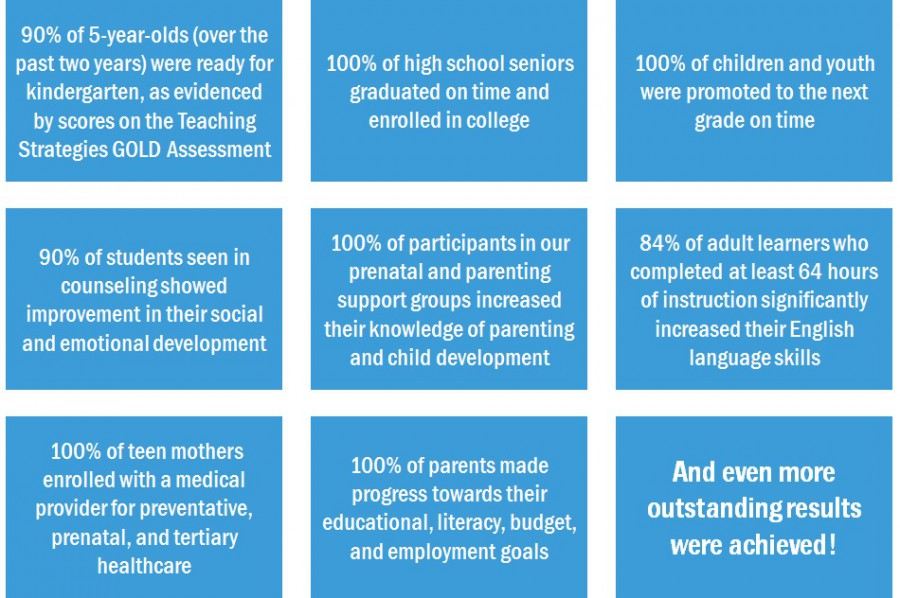 90% of 5-year-olds (over the
past two years) were ready for
kindergarten, as evidenced
by scores on the Teaching
Strategies GOLD Assessment
100% of high school seniors
graduated on time and
enrolled in college
100% of children and youth
were promoted to the next
grade on time
90% of students seen in
counseling showed
improvement in their social
and emotional development
100% of participants in our
prenatal and parenting
support groups increased
their knowledge of parenting
and child development
84% of adult learners who
completed at least 64 hours
of instruction significantly
increased their English
language skills
100% of teen mothers
enrolled with a medical
provider for preventative,
prenatal, and tertiary
healthcare
100% of parents made
progress towards their
educational, literacy, budget,
and employment goals
And even more
outstanding results
were achieved!